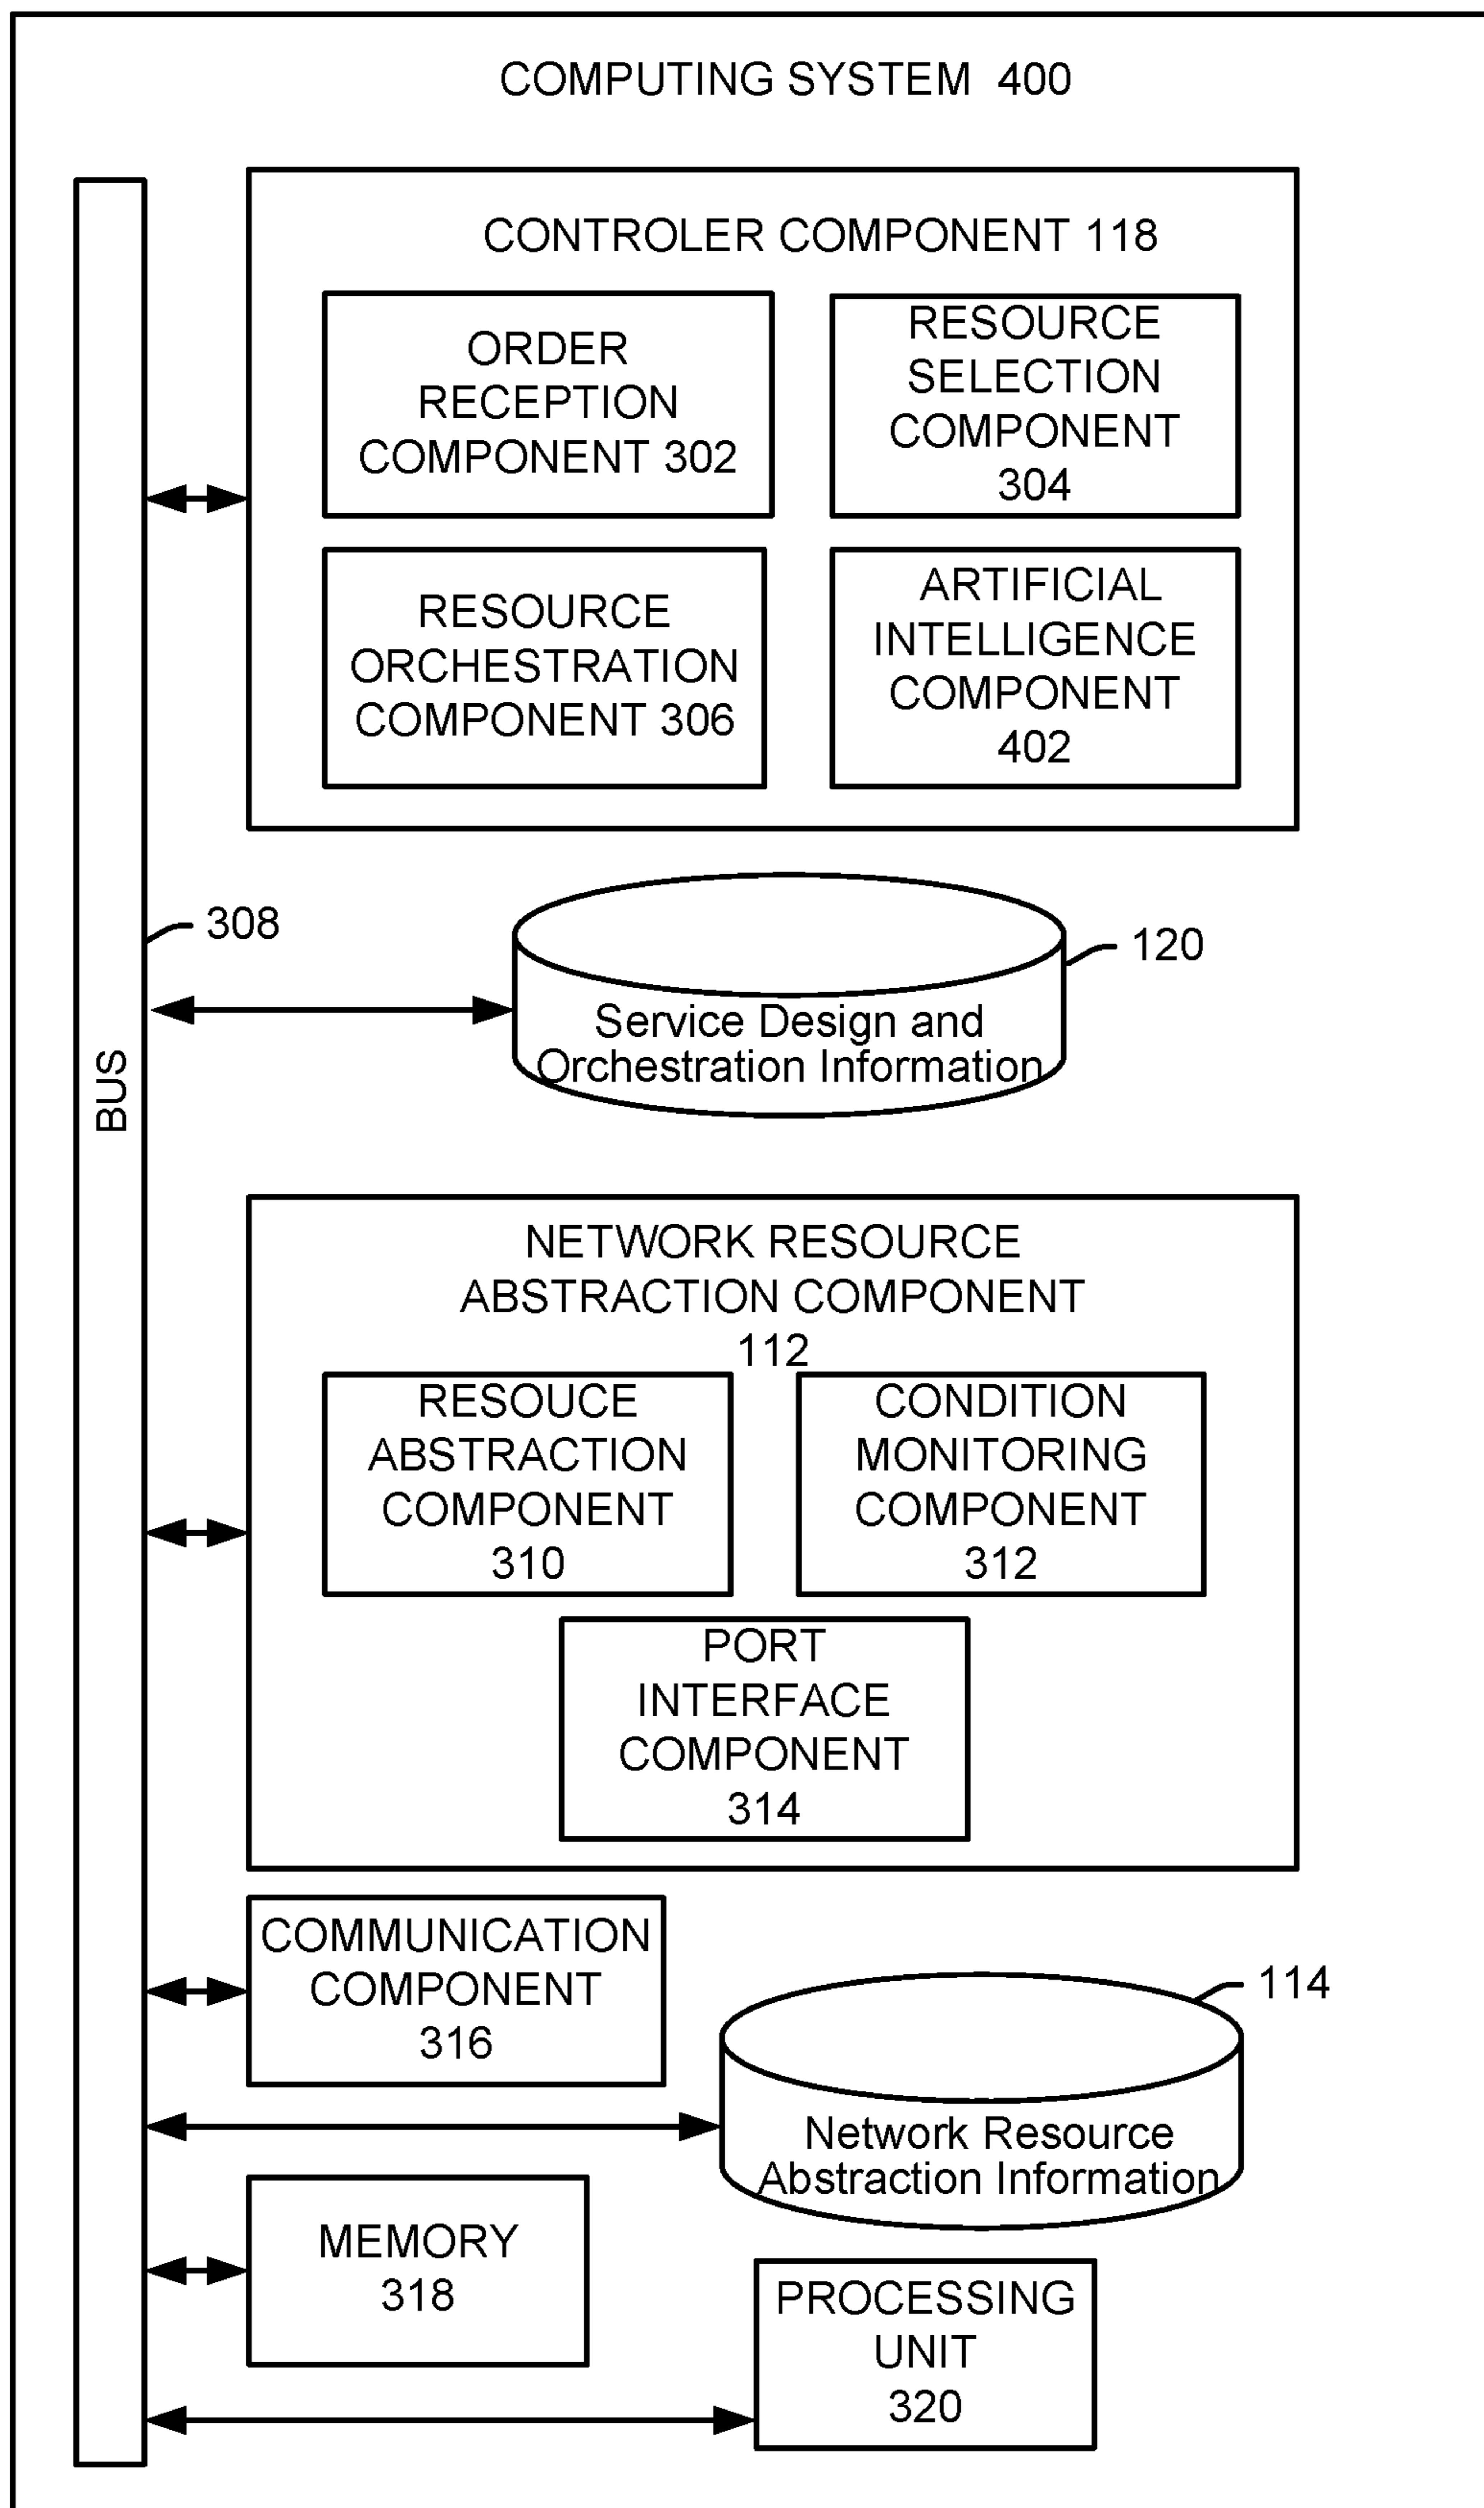 COMPUTING SYSTEM 400
CONTROLER COMPONENT 118
ORDER
RECEPTION
COMPONENT 302
RESOURCE
SELECTION
COMPONENT
304
RESOURCE
ORCHESTRATION
COMPONENT 306
ARTIFICIAL
INTELLIGENCE
COMPONENT
402
308
120
Service Design and
Orchestration Information
BUS
NETWORK RESOURCE
ABSTRACTION COMPONENT
112
RESOUCE
ABSTRACTION
COMPONENT
310
CONDITION
MONITORING
COMPONENT
312
PORT
INTERFACE
COMPONENT
314
COMMUNICATION
COMPONENT
316
114
Network Resource
Abstraction Information
MEMORY
318
PROCESSING
UNIT
320